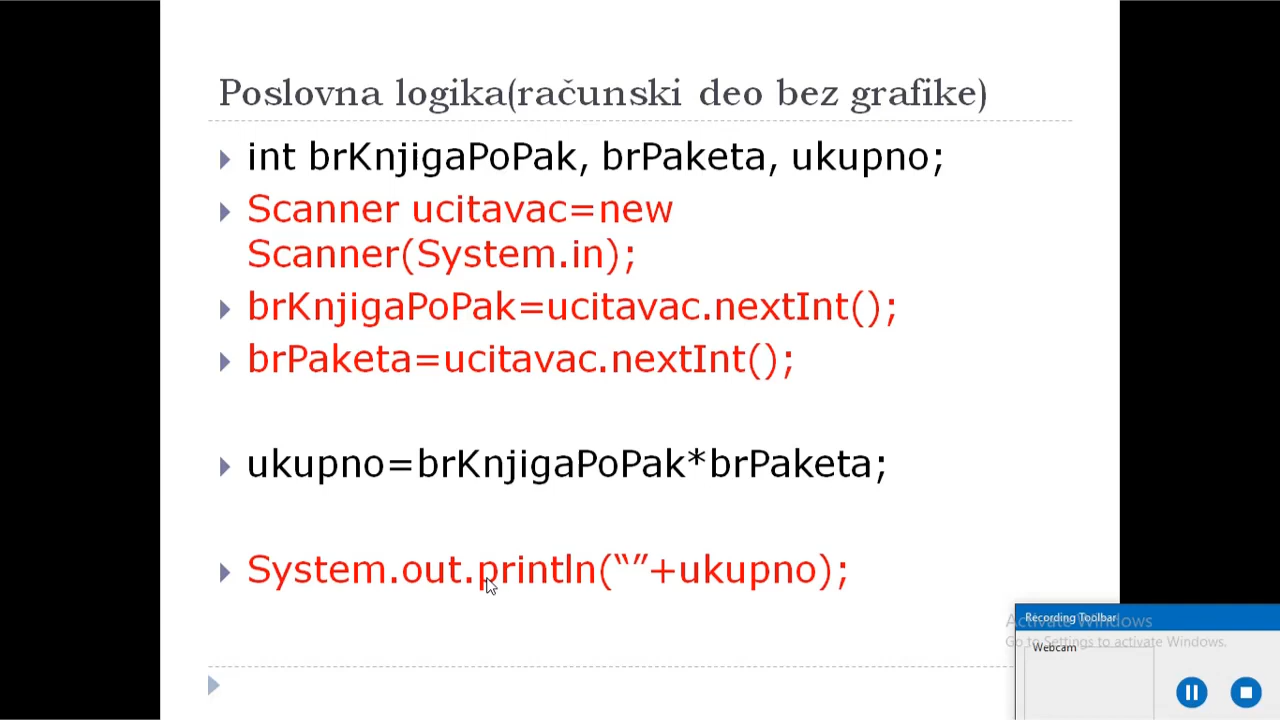 Poslovna logika(računski deo bez grafike)
int brKnjigaPoPak, brPaketa, ukupno;
Scanner ucitavac=new
Scanner(System.in);
brKnjigaPoPak=ucitavac.nextInt();
brPaketa=ucitavac.nextInt();
ukupno=brKnjigaPoPak*brPaketa;
System.out.println(“”+ukupno);
Recording Toolbar
Activate Windows
Go to Settings to activate Windows.
Webcam